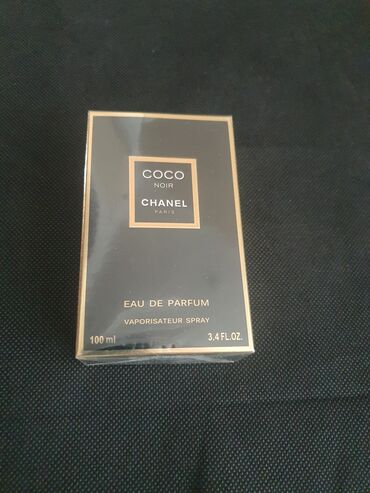 COCO
NOIR
CHANEL
PARIS
EAU DE PARFUM
VAPORISATEUR SPRAY
100 ml 3.4 FL.OZ.